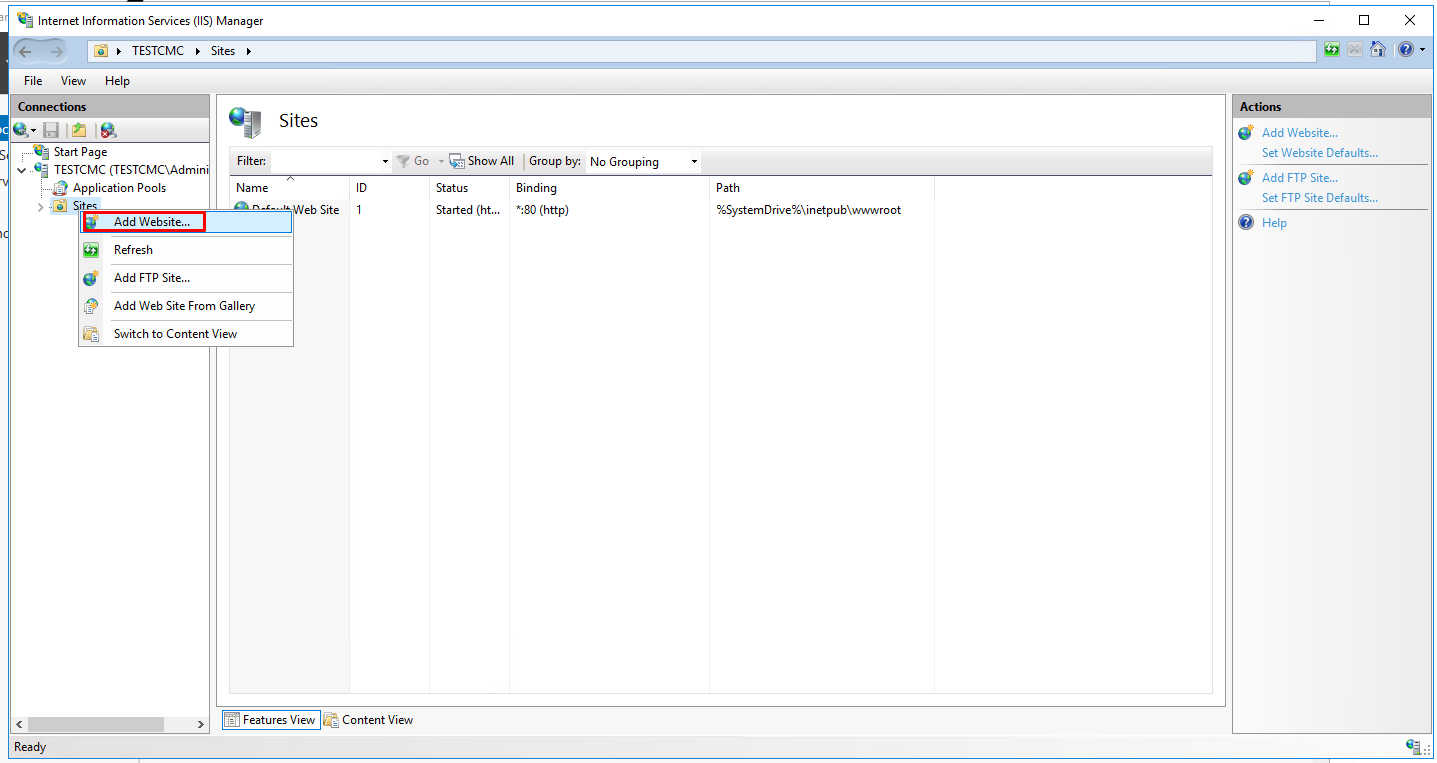 Internet Information Services (IIS) Manager
TESTCMC
Sites
File View Help
Connections
Start Page
TESTCMC (TESTCMC\Admini
Application Pools
Sites
Add Website...
Refresh
Add FTP Site...
Add Web Site From Gallery
Switch to Content View
Sites
Filter: Go Show All Group by: No Grouping
Name ID Status Binding Path
Default Web Site 1 Started (ht... *:80 (http) %SystemDrive%\inetpub\wwwroot
Features View Content View
Actions
Add Website...
Set Website Defaults...
Add FTP Site...
Set FTP Site Defaults...
Help
Ready